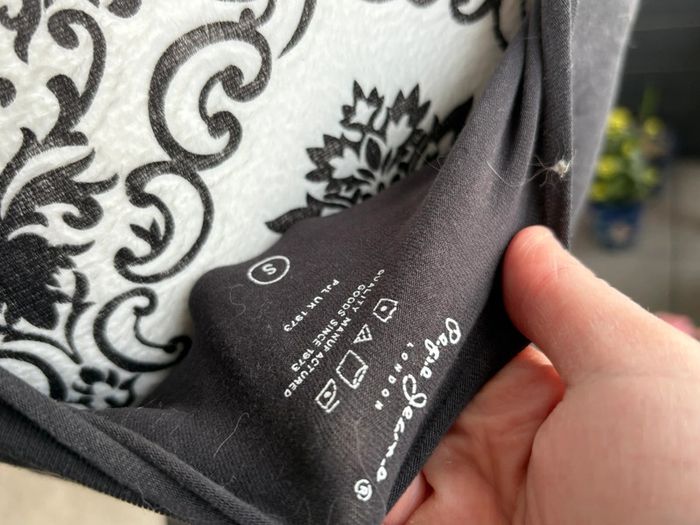 Pepe Jeans ®
LONDON
QUALITY MANUFACTURED
GOODS SINCE 1973
PJL UK 1973
S